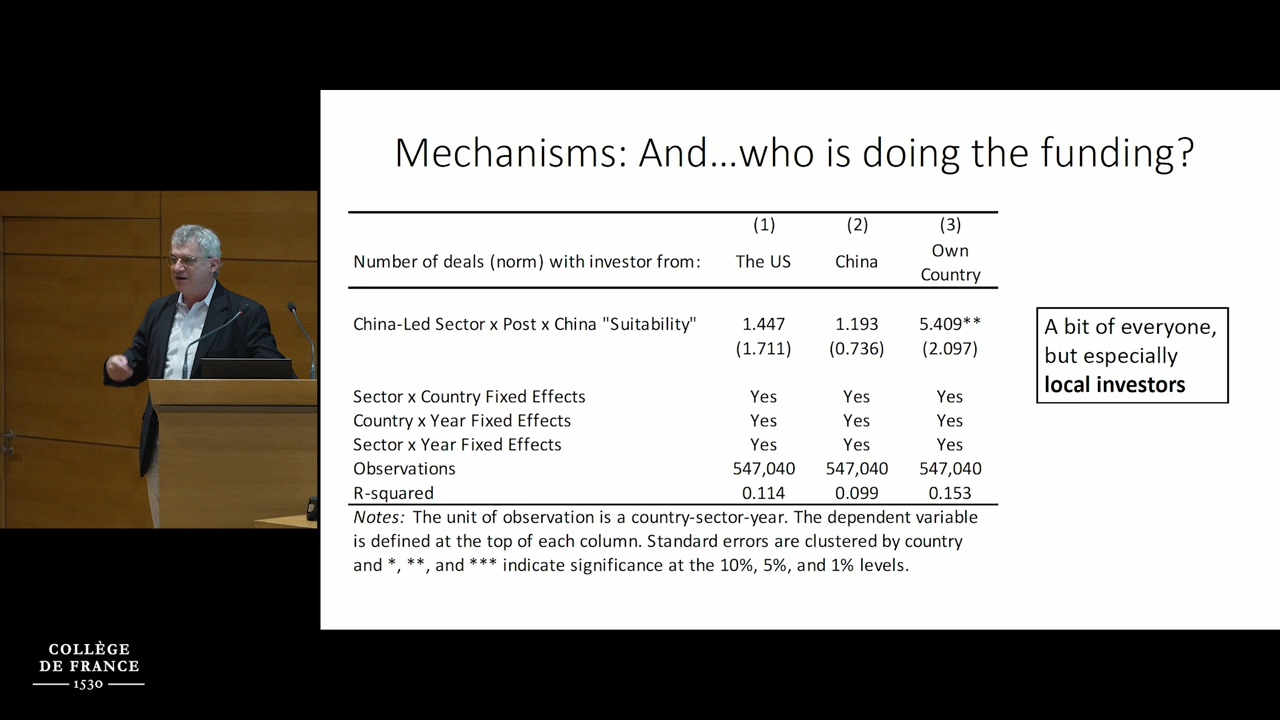 Mechanisms: And…who is doing the funding?
(1) (2) (3)
Number of deals (norm) with investor from: The US China Own Country
China-Led Sector x Post x China "Suitability" 1.447 1.193 5.409**
(1.711) (0.736) (2.097)
Sector x Country Fixed Effects Yes Yes Yes
Country x Year Fixed Effects Yes Yes Yes
Sector x Year Fixed Effects Yes Yes Yes
Observations 547,040 547,040 547,040
R-squared 0.114 0.099 0.153
Notes: The unit of observation is a country-sector-year. The dependent variable
is defined at the top of each column. Standard errors are clustered by country
and *, **, and *** indicate significance at the 10%, 5%, and 1% levels.
A bit of everyone,
but especially
local investors
COLLÈGE
DE FRANCE
1530